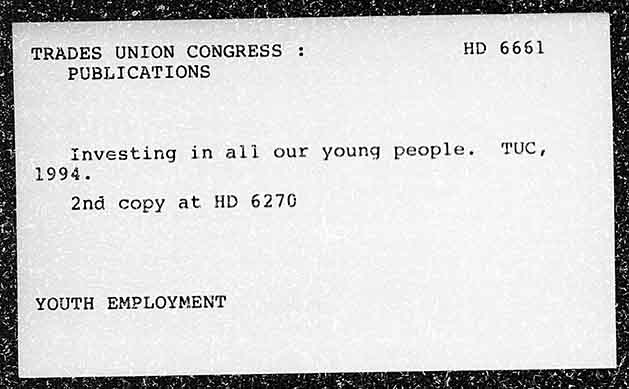 TRADES UNION CONGRESS :   HD 6661
PUBLICATIONS
Investing in all our young people. TUC,
1994.
2nd copy at HD 6270
YOUTH EMPLOYMENT